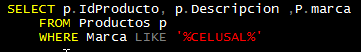 SELECT p.IdProducto, p.Descripcion ,P.marca
FROM Productos p
WHERE Marca LIKE '%CELUSAL%'